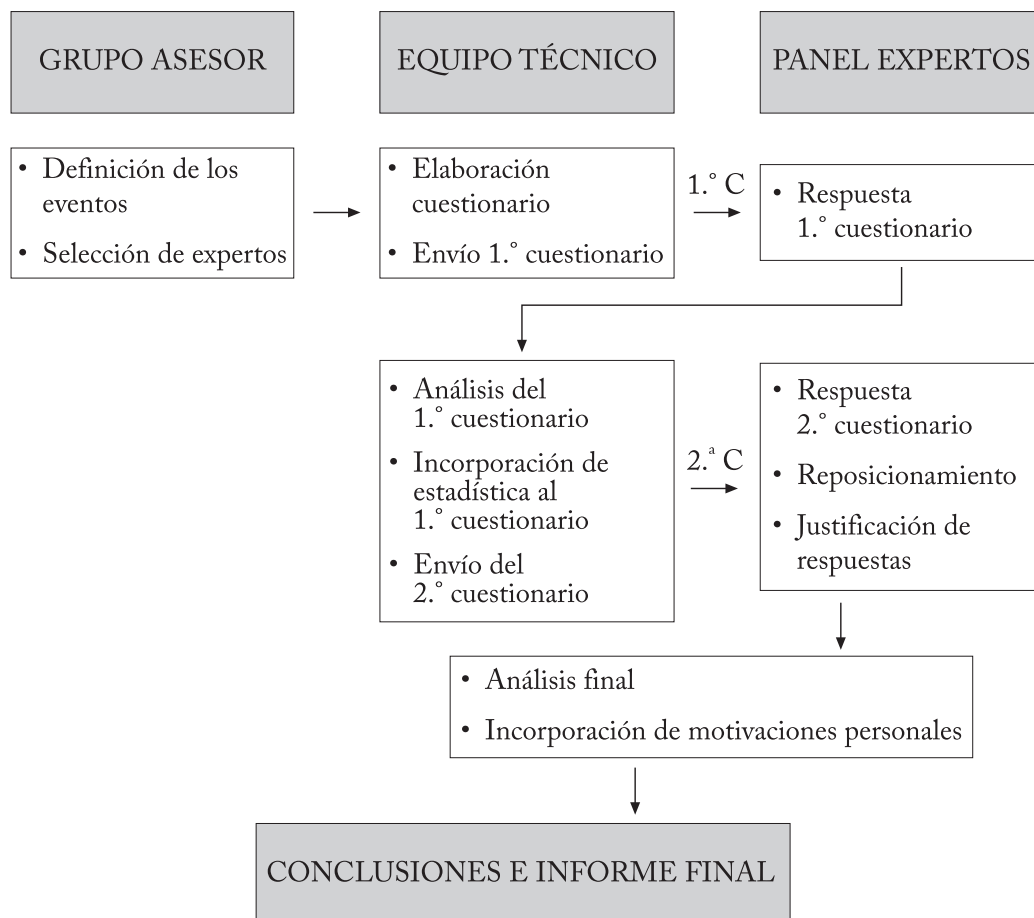 GRUPO ASESOR
EQUIPO TÉCNICO
PANEL EXPERTOS
• Definición de los
eventos
• Selección de expertos
• Elaboración
cuestionario
• Envío 1.° cuestionario
1.° C
• Respuesta
1.° cuestionario
• Análisis del
1.° cuestionario
• Incorporación de
estadística al
1.° cuestionario
• Envío del
2.° cuestionario
2.ª C
• Respuesta
2.° cuestionario
• Reposicionamiento
• Justificación de
respuestas
• Análisis final
• Incorporación de motivaciones personales
CONCLUSIONES E INFORME FINAL